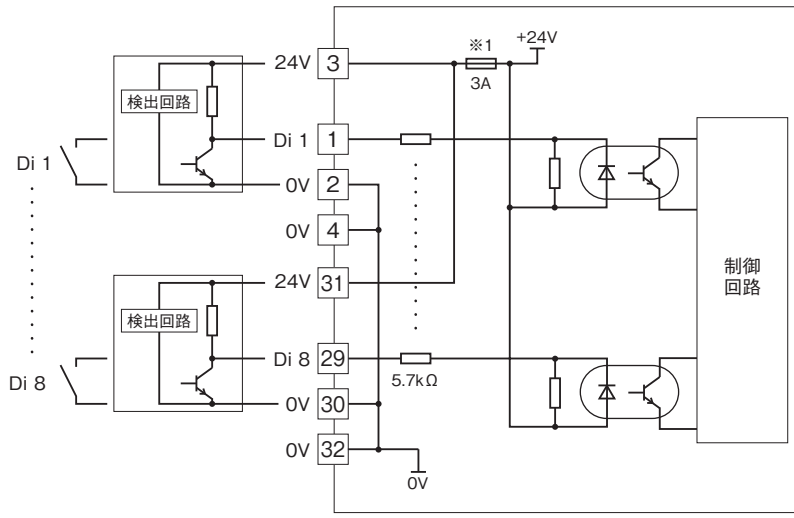 24V 3 ※1 +24V
3A
検出回路
Di 1 1
Di 1
0V 2
0V 4
24V 31
制御
回路
検出回路
Di 8 29
5.7kΩ
Di 8
0V 30
0V 32
0V